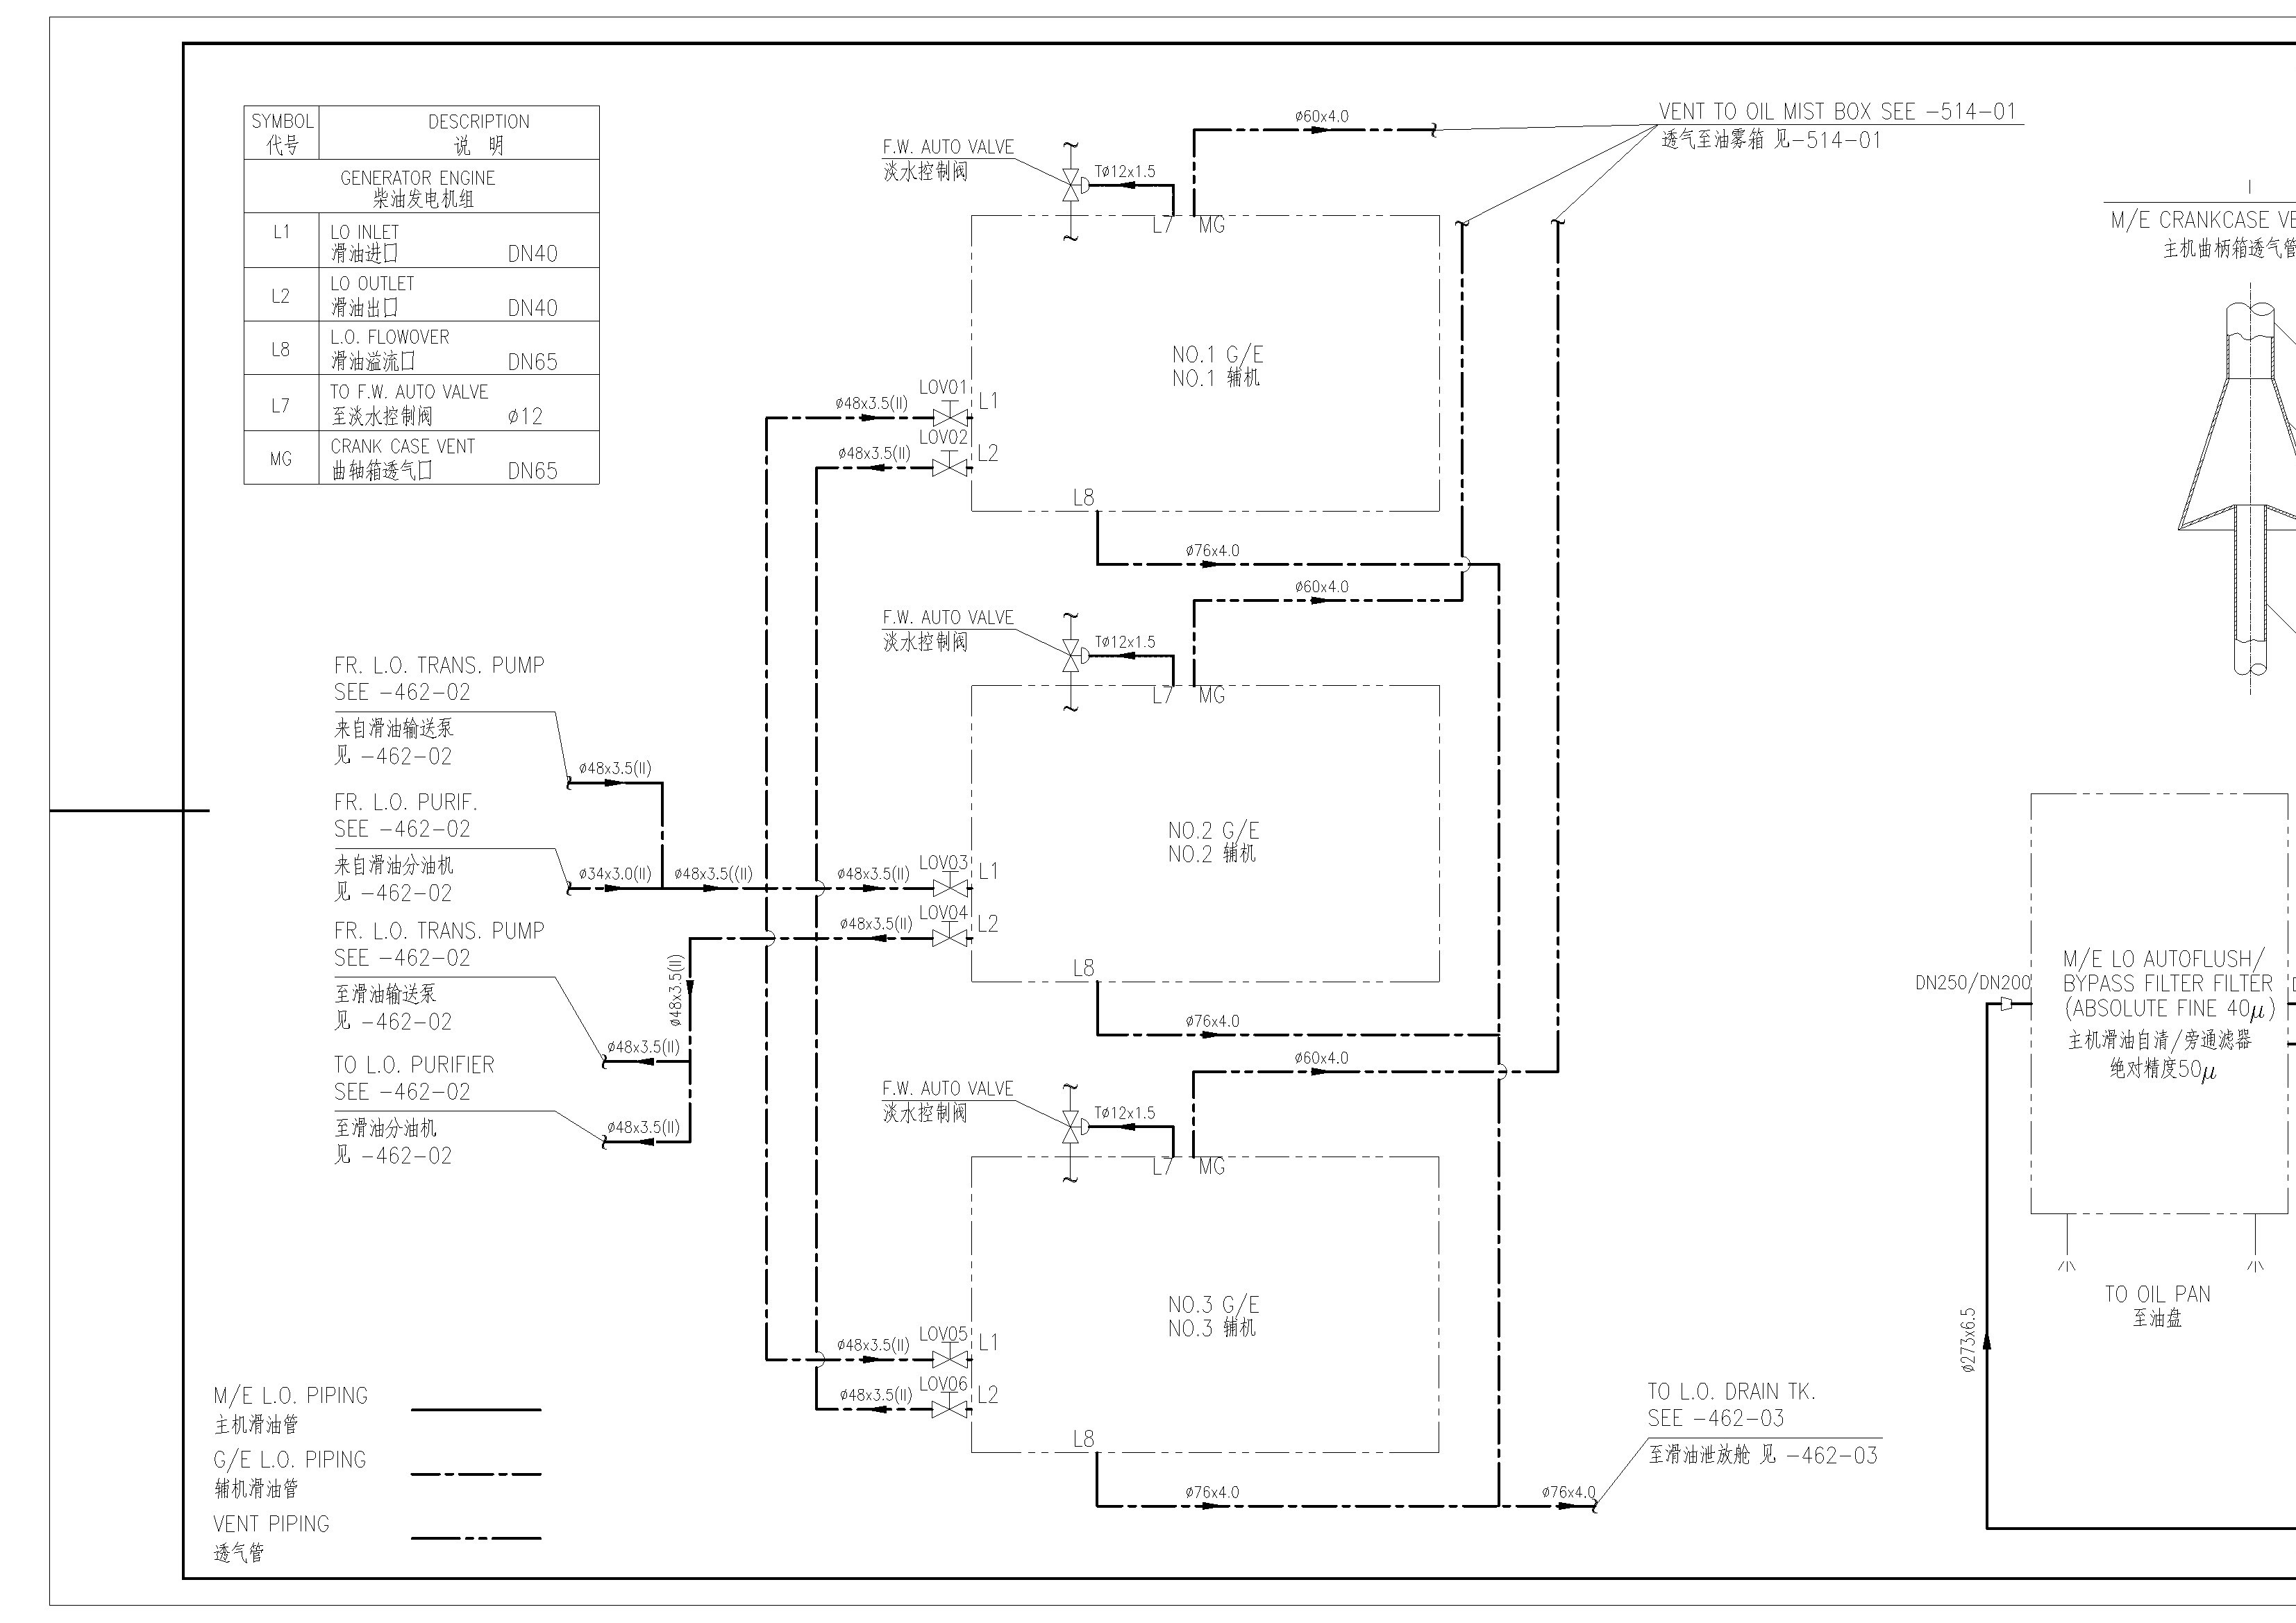 SYMBOL DESCRIPTION
代号 说 明
GENERATOR ENGINE
柴油发电机组
L1 LO INLET
滑油进口 DN40
L2 LO OUTLET
滑油出口 DN40
L8 L.O. FLOWOVER
滑油溢流口 DN65
L7 TO F.W. AUTO VALVE
至淡水控制阀 ø12
MG CRANK CASE VENT
曲轴箱透气口 DN65
ø60x4.0
VENT TO OIL MIST BOX SEE -514-01
透气至油雾箱 见-514-01
F.W. AUTO VALVE
淡水控制阀
Tø12x1.5
L7 MG
NO.1 G/E
NO.1 辅机
LOV01
ø48x3.5(II)
L1
LOV02
ø48x3.5(II)
L2
L8
ø76x4.0
ø60x4.0
F.W. AUTO VALVE
淡水控制阀
Tø12x1.5
L7 MG
FR. L.O. TRANS. PUMP
SEE -462-02
来自滑油输送泵
见 -462-02
ø48x3.5(II)
FR. L.O. PURIF.
SEE -462-02
来自滑油分油机
见 -462-02
ø34x3.0(II)
ø48x3.5((II)
ø48x3.5(II)
LOV03
L1
NO.2 G/E
NO.2 辅机
LOV04
ø48x3.5(II)
L2
L8
FR. L.O. TRANS. PUMP
SEE -462-02
至滑油输送泵
见 -462-02
ø48x3.5(II)
ø48x3.5(II)
TO L.O. PURIFIER
SEE -462-02
至滑油分油机
见 -462-02
ø48x3.5(II)
ø76x4.0
ø60x4.0
F.W. AUTO VALVE
淡水控制阀
Tø12x1.5
L7 MG
NO.3 G/E
NO.3 辅机
LOV05
ø48x3.5(II)
L1
LOV06
ø48x3.5(II)
L2
L8
ø76x4.0
ø76x4.0
TO L.O. DRAIN TK.
SEE -462-03
至滑油泄放舱 见 -462-03
M/E L.O. PIPING
主机滑油管
G/E L.O. PIPING
辅机滑油管
VENT PIPING
透气管
M/E CRANKCASE VE
主机曲柄箱透气管
DN250/DN200
M/E LO AUTOFLUSH/
BYPASS FILTER FILTER
(ABSOLUTE FINE 40μ)
主机滑油自清/旁通滤器
绝对精度50μ
TO OIL PAN
至油盘
ø273x6.5